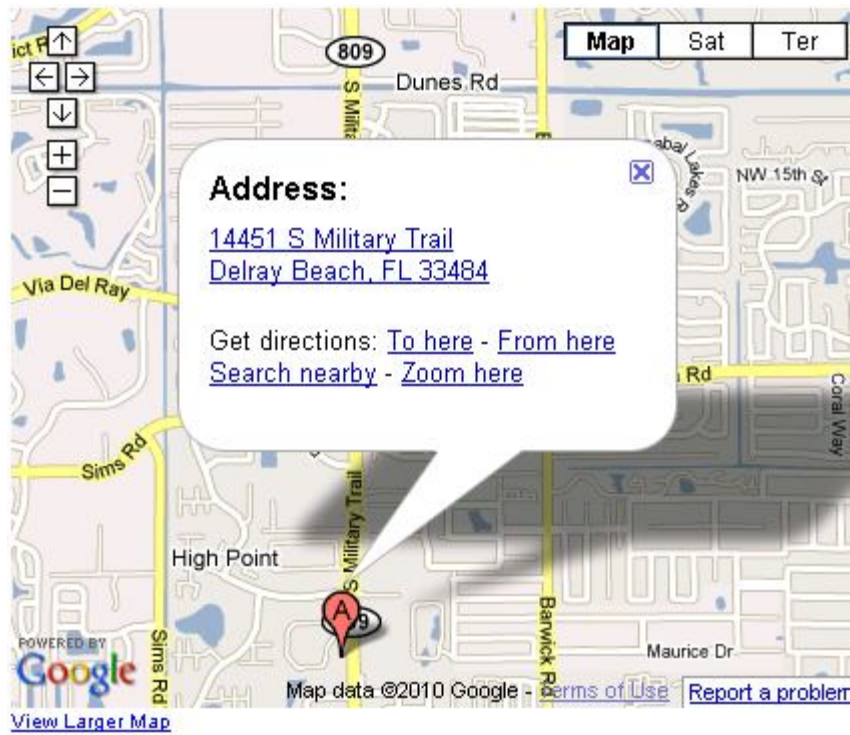 809
Map
Sat
Ter
Dunes Rd
S Milita
NW 15th St
Address:
14451 S Military Trail
Delray Beach, FL 33484
Get directions: To here - From here
Search nearby - Zoom here
Via Del Ray
Rd
Coral Way
Sims Rd
S Military Trail
High Point
A
Barwick Rd
Sims Rd
Maurice Dr
POWERED BY
Google
Map data ©2010 Google - Terms of Use
Report a problem
View Larger Map